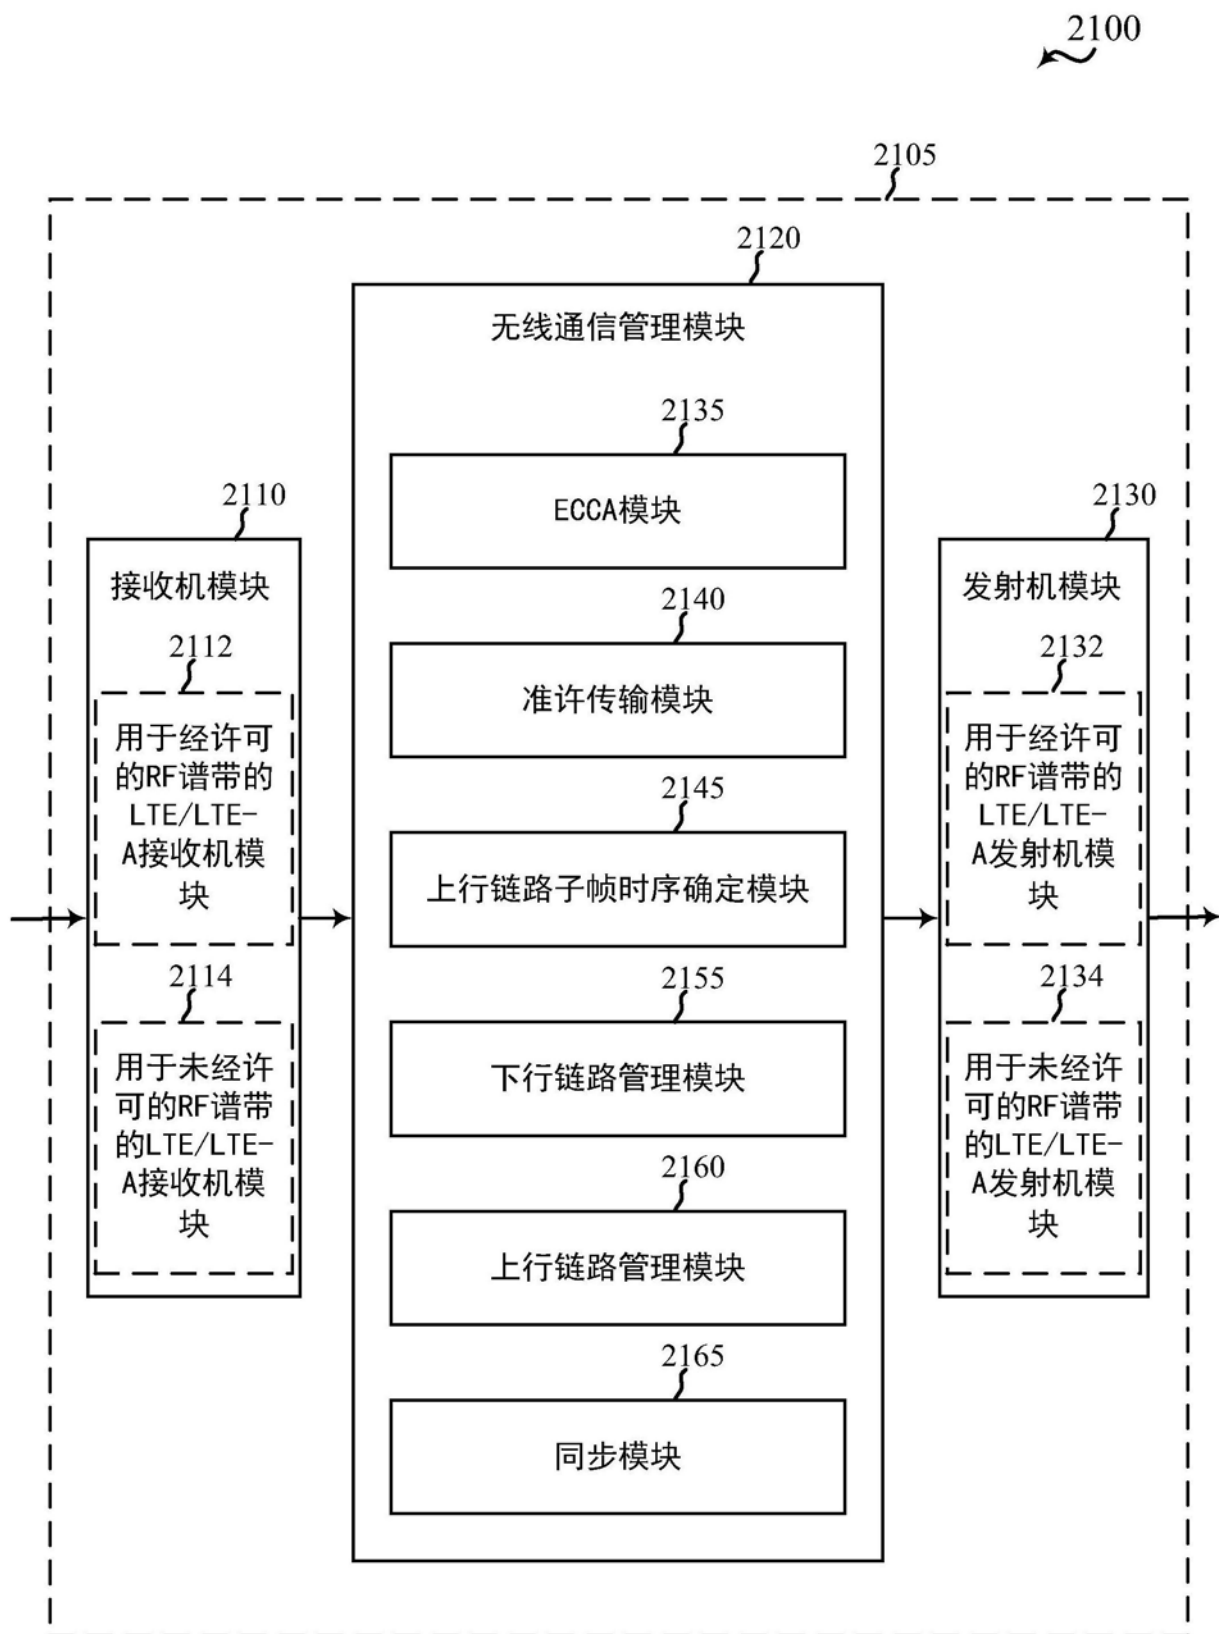 2100
2105
2120
无线通信管理模块
2135
ECCA模块
2110
接收机模块
2130
发射机模块
2140
准许传输模块
2112
用于经许可
的RF谱带的
LTE/LTE-
A接收机模
块
2132
用于经许可
的RF谱带的
LTE/LTE-
A发射机模
块
2145
上行链路子帧时序确定模块
2114
用于未经许
可的RF谱带
的LTE/LTE-
A接收机模
块
2155
下行链路管理模块
2134
用于未经许
可的RF谱带
的LTE/LTE-
A发射机模
块
2160
上行链路管理模块
2165
同步模块